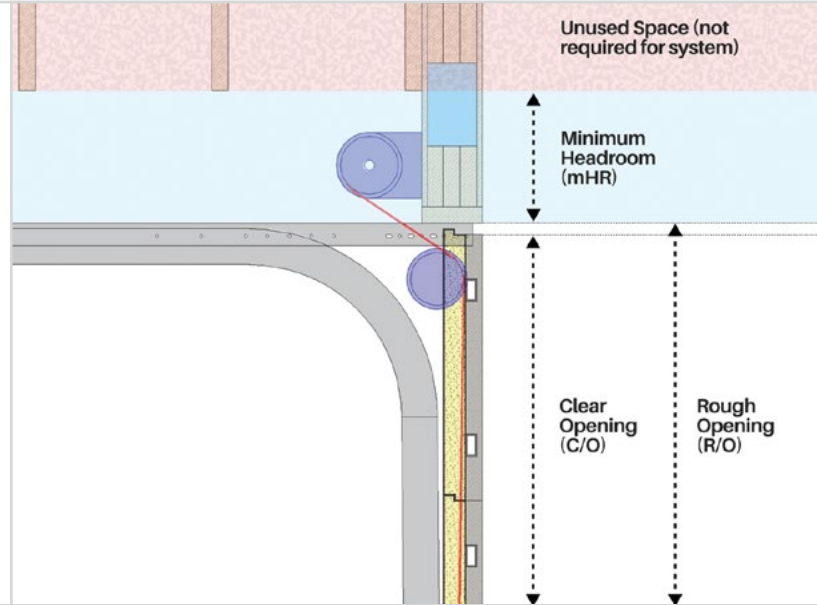 Unused Space (not
required for system)
Minimum
Headroom
(mHR)
Clear
Opening
(C/O)
Rough
Opening
(R/O)